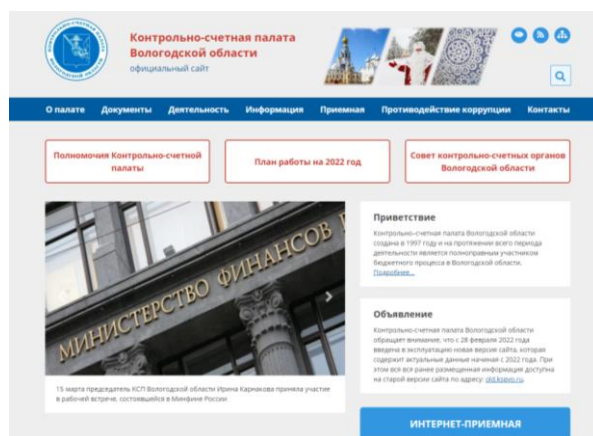 Контрольно-счетная палата
Вологодской области
официальный сайт
О палате Документы Деятельность Информация Приемная Противодействие коррупции Контакты
Полномочия Контрольно-счетной
палаты
План работы на 2022 год
Совет контрольно-счетных органов
Вологодской области
МИНИСТЕРСТВО ФИНАНСОВ
15 марта председатель КСП Вологодской области Ирина Карнакова приняла участие
в рабочей встрече, состоявшейся в Минфине России
Приветствие
Контрольно-счетная палата Вологодской области
создана в 1997 году и на протяжении всего периода
деятельности является полноправным участником
бюджетного процесса в Вологодской области.
Подробнее...
Объявление
Контрольно-счетная палата Вологодской области
обращает внимание, что с 28 февраля 2022 года
введена в эксплуатацию новая версия сайта, которая
содержит актуальные данные начиная с 2022 года. При
этом вся вся ранее размещенная информация доступна
на старой версии сайта по адресу: old.kspvo.ru.
ИНТЕРНЕТ-ПРИЕМНАЯ